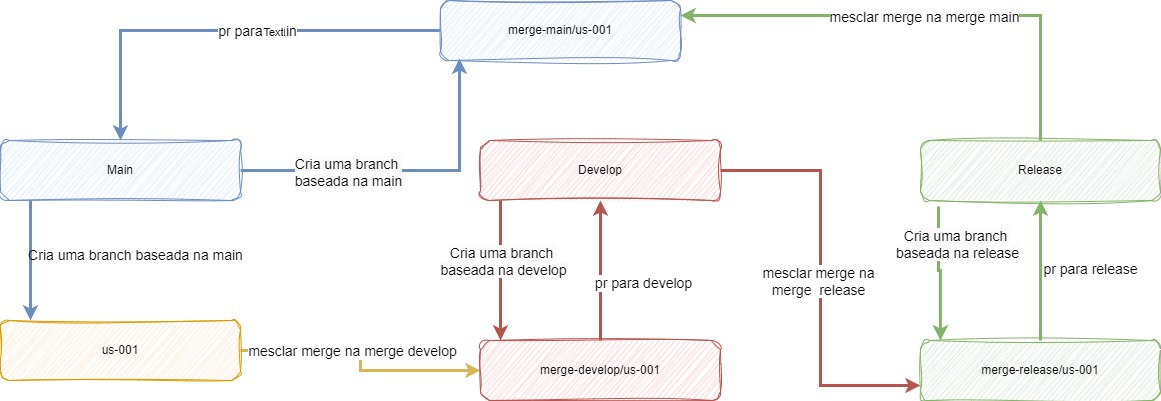 merge-main/us-001
mesclar merge na merge main
pr para Text in
Main
Cria uma branch
baseada na main
Develop
Release
Cria uma branch baseada na main
Cria uma branch
baseada na develop
pr para develop
mesclar merge na
merge release
Cria uma branch
baseada na release
pr para release
us-001
mesclar merge na merge develop
merge-develop/us-001
merge-release/us-001